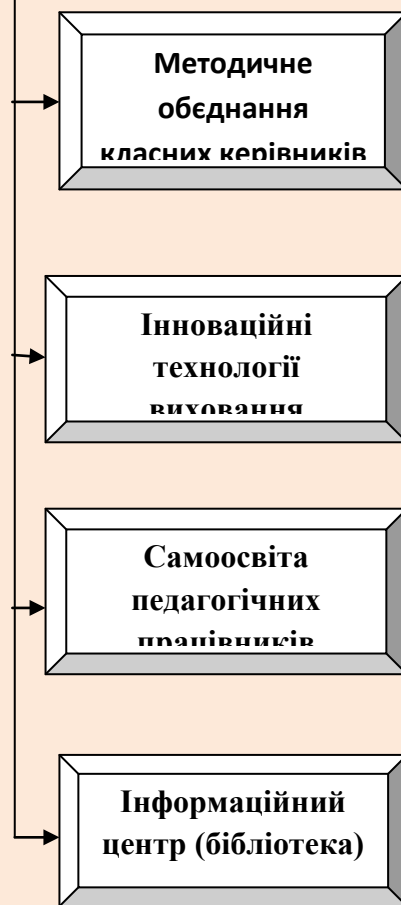 Методичне
обєднання
класних керівників
Інноваційні
технології
виховання
Самоосвіта
педагогічних
працівників
Інформаційний
центр (бібліотека)